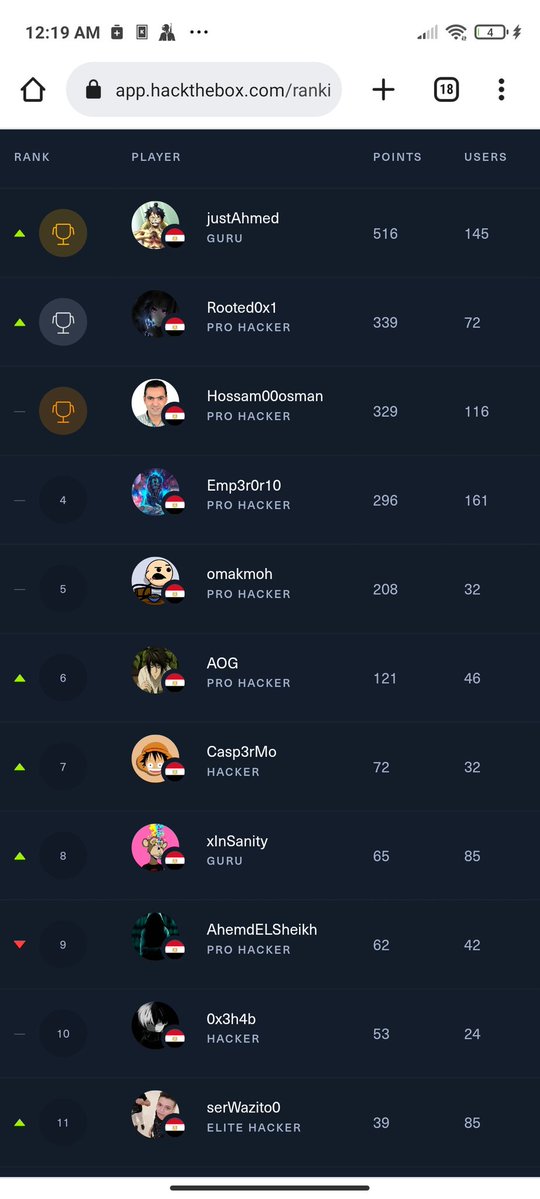 12:19 AM
4
app.hackthebox.com/ranki
18
RANK PLAYER POINTS USERS
justAhmed
GURU
516 145
Rooted0x1
PRO HACKER
339 72
Hossam00osman
PRO HACKER
329 116
4
Emp3r0r10
PRO HACKER
296 161
5
omakmoh
PRO HACKER
208 32
6
AOG
PRO HACKER
121 46
7
Casp3rMo
HACKER
72 32
8
xInSanity
GURU
65 85
9
AhemdELSheikh
PRO HACKER
62 42
10
0x3h4b
HACKER
53 24
11
serWazito0
ELITE HACKER
39 85